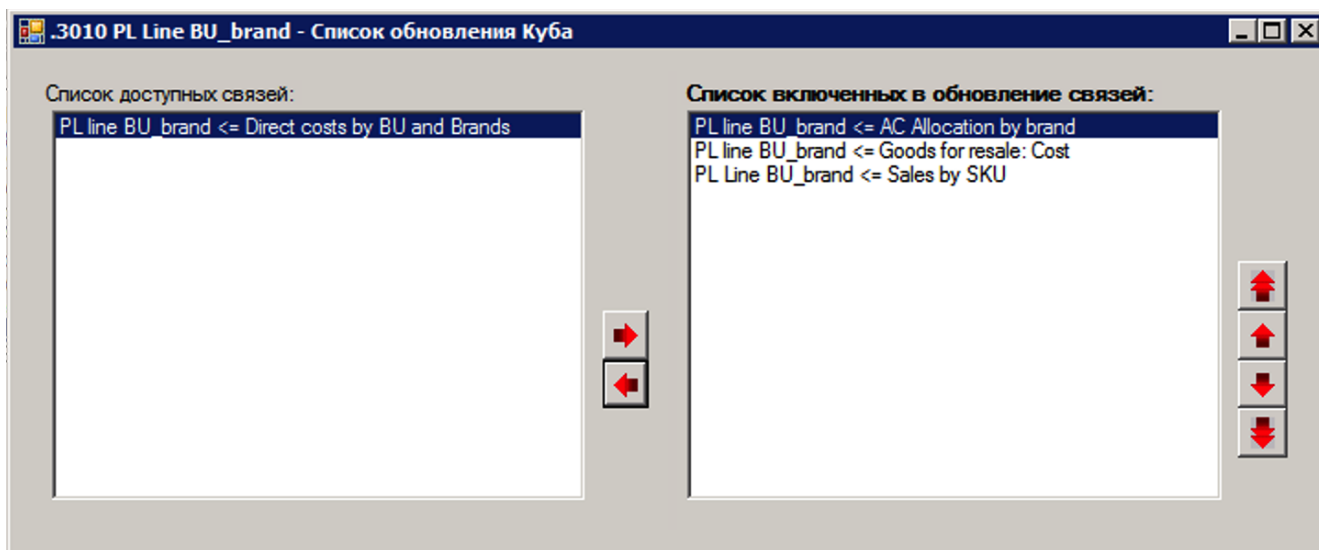 .3010 PL Line BU_brand - Список обновления Куба
Список доступных связей:
PL line BU_brand <= Direct costs by BU and Brands
Список включенных в обновление связей:
PL line BU_brand <= AC Allocation by brand
PL line BU_brand <= Goods for resale: Cost
PL Line BU_brand <= Sales by SKU